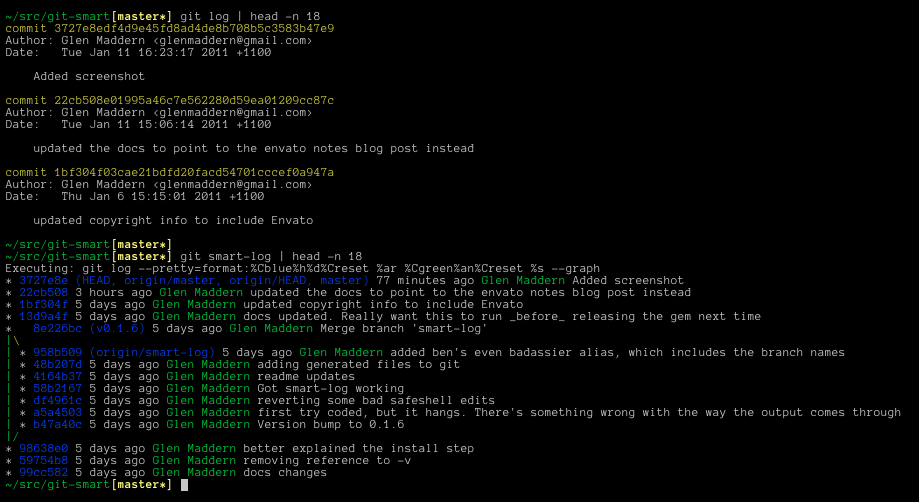 ~/src/git-smart[master*] git log | head -n 18
commit 3727e8edf4d9e45fd8ad4de8b708b5c3583b47e9
Author: Glen Maddern <glenmaddern@gmail.com>
Date:   Tue Jan 11 16:23:17 2011 +1100
    Added screenshot
commit 22cb508e01995a46c7e562280d59ea01209cc87c
Author: Glen Maddern <glenmaddern@gmail.com>
Date:   Tue Jan 11 15:06:14 2011 +1100
    updated the docs to point to the envato notes blog post instead
commit 1bf304f03cae21bdfd20facd54701cccef0a947a
Author: Glen Maddern <glenmaddern@gmail.com>
Date:   Thu Jan 6 15:15:01 2011 +1100
    updated copyright info to include Envato
~/src/git-smart[master*]
~/src/git-smart[master*] git smart-log | head -n 18
Executing: git log --pretty=format:%Cblue%h%d%Creset %ar %Cgreen%an%Creset %s --graph
* 3727e8e (HEAD, origin/master, origin/HEAD, master) 77 minutes ago Glen Maddern Added screenshot
* 22cb508 3 hours ago Glen Maddern updated the docs to point to the envato notes blog post instead
* 1bf304f 5 days ago Glen Maddern updated copyright info to include Envato
* 13d9a4f 5 days ago Glen Maddern docs updated. Really want this to run _before_ releasing the gem next time
*   8e226bc (v0.1.6) 5 days ago Glen Maddern Merge branch 'smart-log'
|\
| * 958b509 (origin/smart-log) 5 days ago Glen Maddern added ben's even badassier alias, which includes the branch names
| * 48b207d 5 days ago Glen Maddern adding generated files to git
| * 4164b37 5 days ago Glen Maddern readme updates
| * 58b2167 5 days ago Glen Maddern Got smart-log working
| * df4961c 5 days ago Glen Maddern reverting some bad safeshell edits
| * a5a4503 5 days ago Glen Maddern first try coded, but it hangs. There's something wrong with the way the output comes through
| * b47a40c 5 days ago Glen Maddern Version bump to 0.1.6
|/
* 98638e0 5 days ago Glen Maddern better explained the install step
* 59754b8 5 days ago Glen Maddern removing reference to -v
* 99cc582 5 days ago Glen Maddern docs changes
~/src/git-smart[master*]